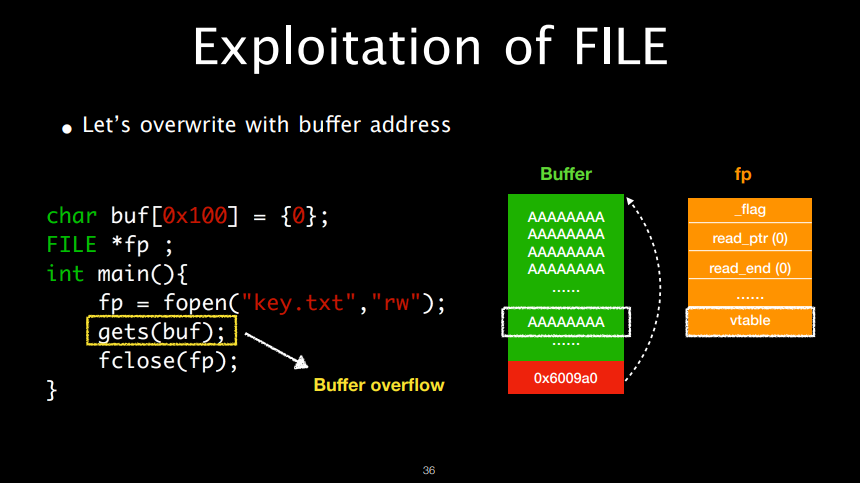 Exploitation of FILE
• Let's overwrite with buffer address
char buf[0x100] = {0};
FILE *fp ;
int main(){
fp = fopen("key.txt","rw");
gets(buf);
fclose(fp);
}
Buffer overflow
Buffer
AAAAAAAA
AAAAAAAA
AAAAAAAA
AAAAAAAA
......
AAAAAAAA
......
0x6009a0
fp
_flag
read_ptr (0)
read_end (0)
......
vtable
36